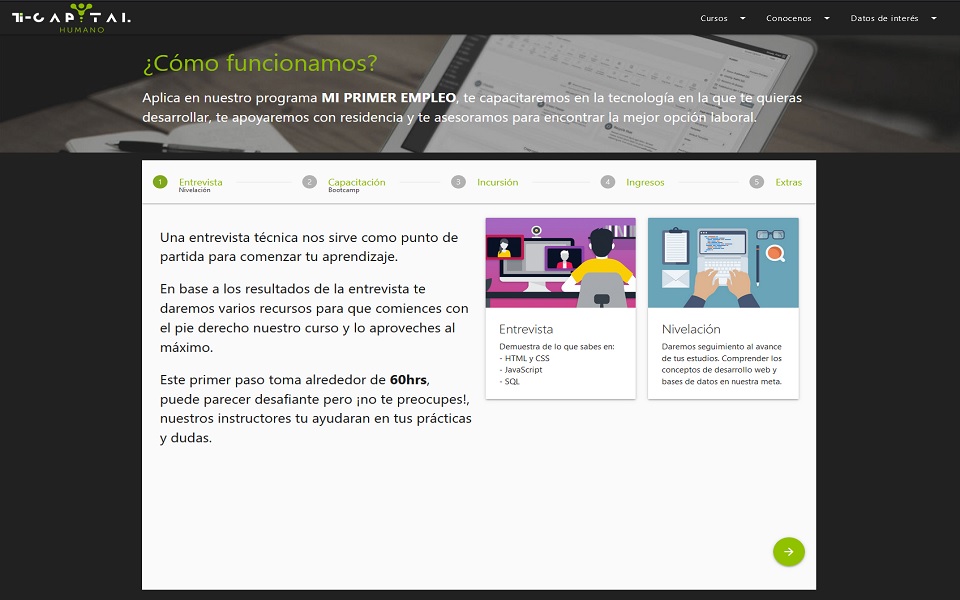 Ti-CAPITAL
HUMANO
Cursos
Conocenos
Datos de interés
¿Cómo funcionamos?
Aplica en nuestro programa MI PRIMER EMPLEO, te capacitaremos en la tecnología en la que te quieras
desarrollar, te apoyaremos con residencia y te asesoramos para encontrar la mejor opción laboral.
1 Entrevista
Nivelación
2 Capacitación
Bootcamp
3 Incursión
4 Ingresos
5 Extras
Una entrevista técnica nos sirve como punto de
partida para comenzar tu aprendizaje.
En base a los resultados de la entrevista te
daremos varios recursos para que comiences con
el pie derecho nuestro curso y lo aproveches al
máximo.
Este primer paso toma alrededor de 60hrs,
puede parecer desafiante pero ¡no te preocupes!,
nuestros instructores tu ayudaran en tus prácticas
y dudas.
Entrevista
Demuestra de lo que sabes en:
- HTML y CSS
- JavaScript
- SQL
Nivelación
Daremos seguimiento al avance
de tus estudios. Comprender los
conceptos de desarrollo web y
bases de datos en nuestra meta.